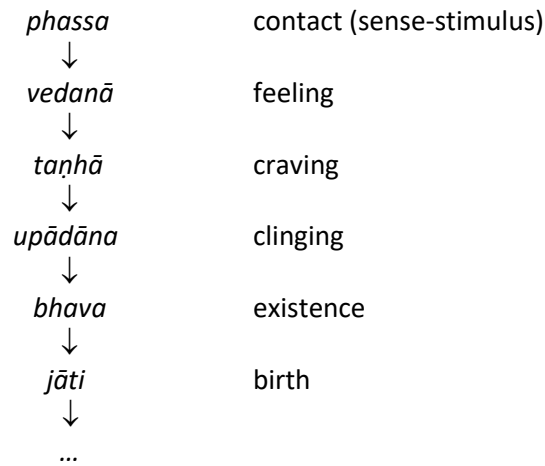 phassa contact (sense-stimulus)
↓
vedanā feeling
↓
taṇhā craving
↓
upādāna clinging
↓
bhava existence
↓
jāti birth
↓
...